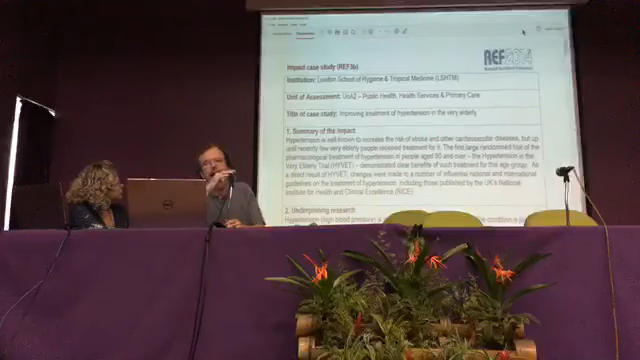 Impact case study (REF3b)
REF2014
Institution: London School of Hygiene & Tropical Medicine (LSHTM)
Unit of Assessment: UoA2 – Public Health, Health Services & Primary Care
Title of case study: Improving treatment of hypertension in the very elderly
1. Summary of the impact
Hypertension is well-known to increase the risk of stroke and other cardiovascular diseases, but up
until recently few very elderly people received treatment for it. The first large randomised trial of the
pharmacological treatment of hypertension in people aged 80 and over – the Hypertension in the
Very Elderly Trial (HYVET) – demonstrated clear benefits of such treatment for this age group. As
a direct result of HYVET, changes were made to a number of influential national and international
guidelines on the treatment of hypertension, including those published by the UK's National
Institute for Health and Clinical Excellence (NICE)
2. Underpinning research
Hypertension (high blood pressure)
DELL